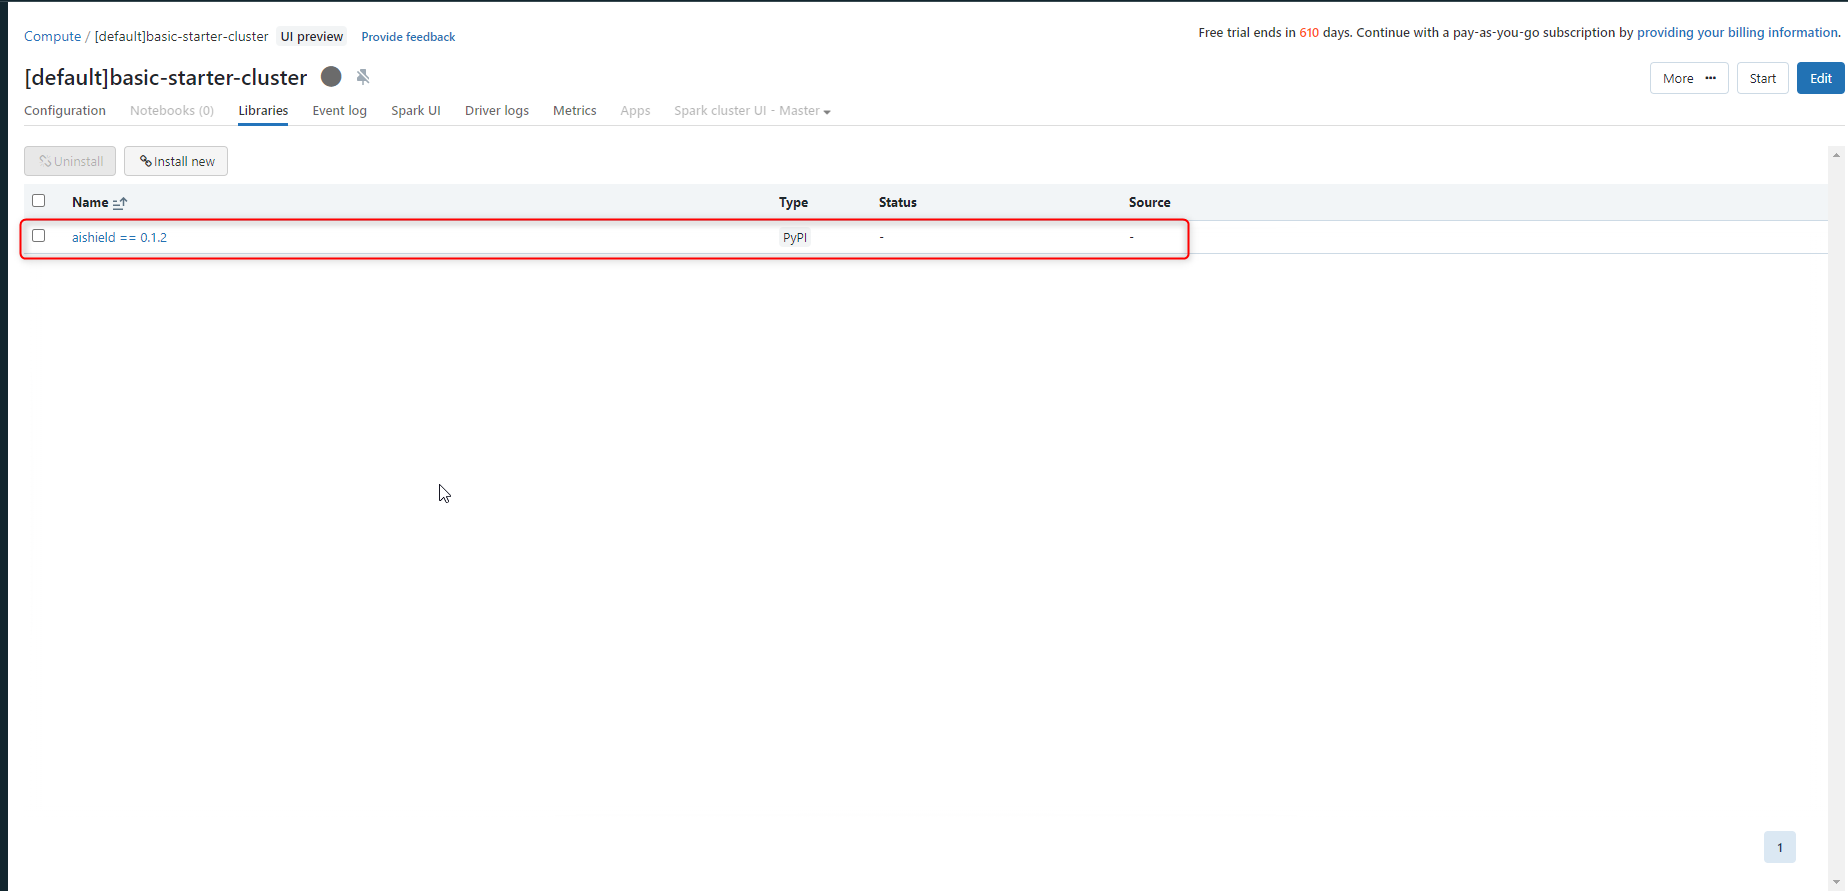 Compute / [default]basic-starter-cluster UI preview Provide feedback
Free trial ends in 610 days. Continue with a pay-as-you-go subscription by providing your billing information.
[default]basic-starter-cluster
More ••• Start Edit
Configuration Notebooks (0) Libraries Event log Spark UI Driver logs Metrics Apps Spark cluster UI - Master
Uninstall Install new
Name Type Status Source
aishield == 0.1.2 PyPI - -
1